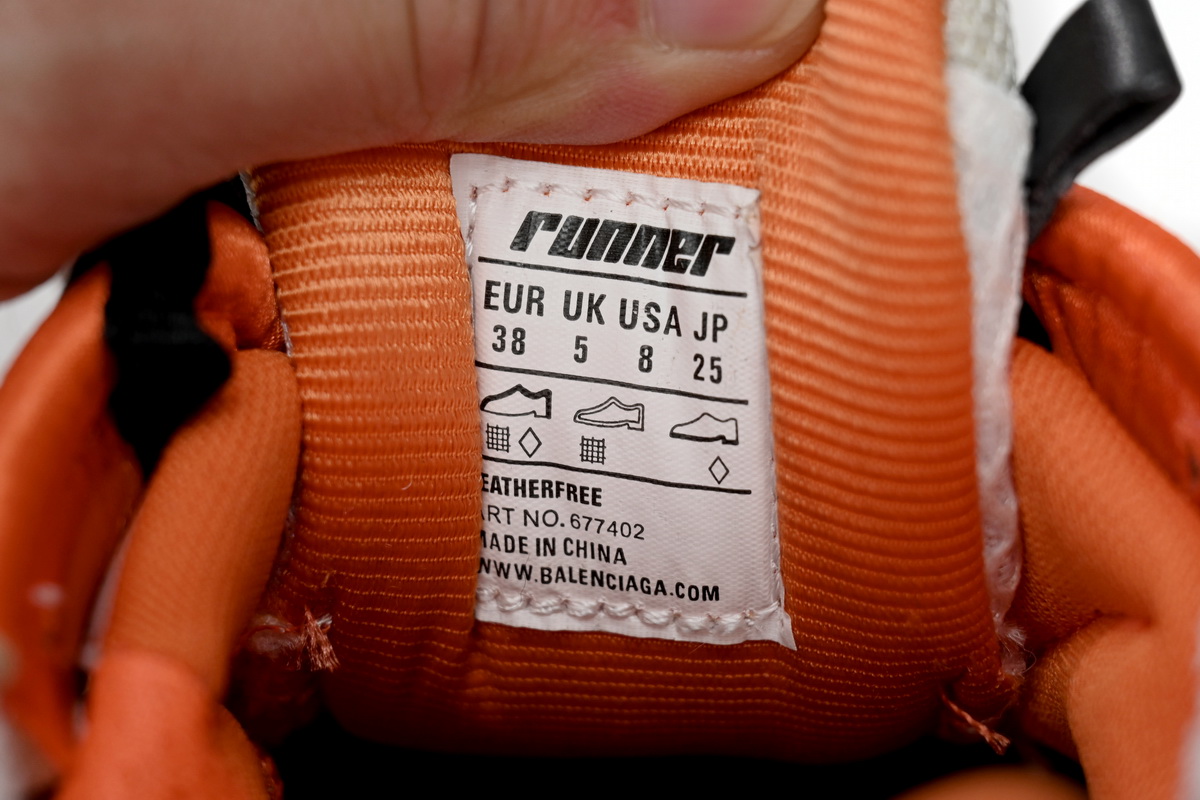 runner
EUR UK USA JP
38 5 8 25
EATHERFREE
ART NO. 677402
MADE IN CHINA
WWW.BALENCIAGA.COM